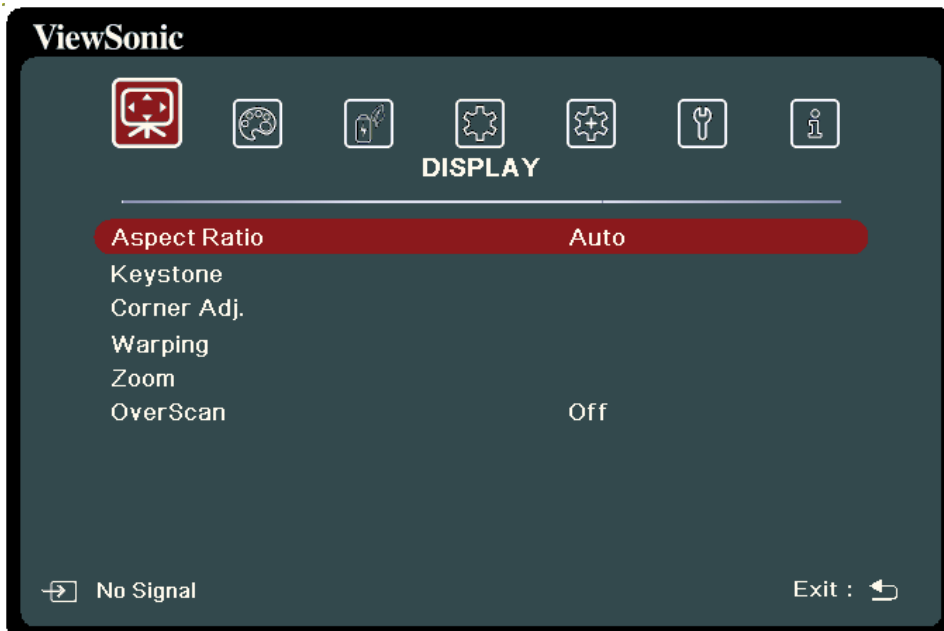 ViewSonic
DISPLAY
Aspect Ratio Auto
Keystone
Corner Adj.
Warping
Zoom
OverScan Off
No Signal Exit :